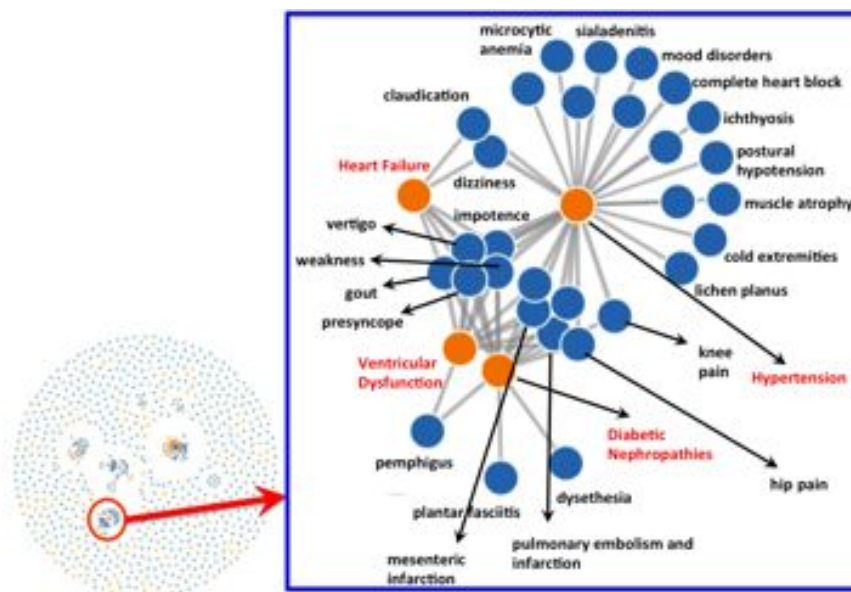 microcytic
anemia
sialadenitis
mood disorders
complete heart block
claudication
ichthyosis
Heart Failure
postural
hypotension
dizziness
impotence
muscle atrophy
vertigo
weakness
cold extremities
gout
lichen planus
presyncope
Ventricular
Dysfunction
knee
pain
Hypertension
Diabetic
Nephropathies
pemphigus
hip pain
plantar fasciitis
dysethesia
mesenteric
infarction
pulmonary embolism and
infarction